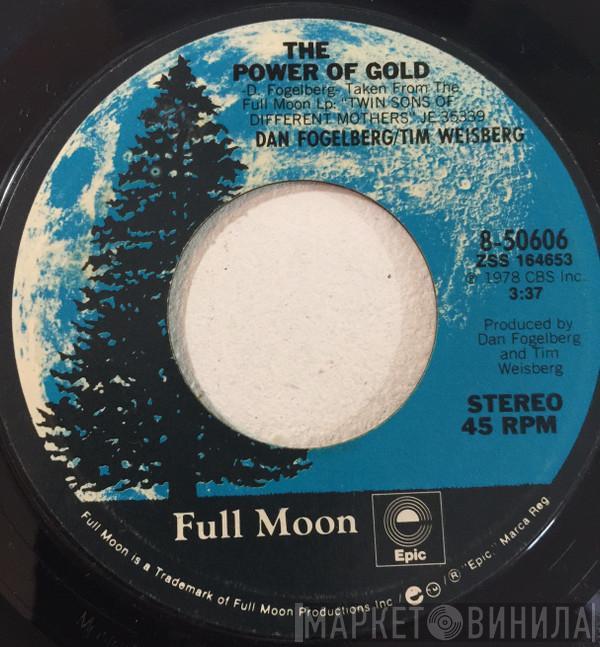 THE
POWER OF GOLD
-D. Fogelberg- Taken From The
Full Moon Lp: "TWIN SONS OF
DIFFERENT MOTHERS" JE 35339
DAN FOGELBERG/TIM WEISBERG
8-50606
ZSS 164653
℗ 1978 CBS Inc.
3:37
Produced by
Dan Fogelberg
and Tim
Weisberg
STEREO
45 RPM
Full Moon
Epic
Full Moon is a Trademark of Full Moon Productions Inc / e ™ / ® "Epic," Marca Reg
МАРКЕТ ВИНИЛА